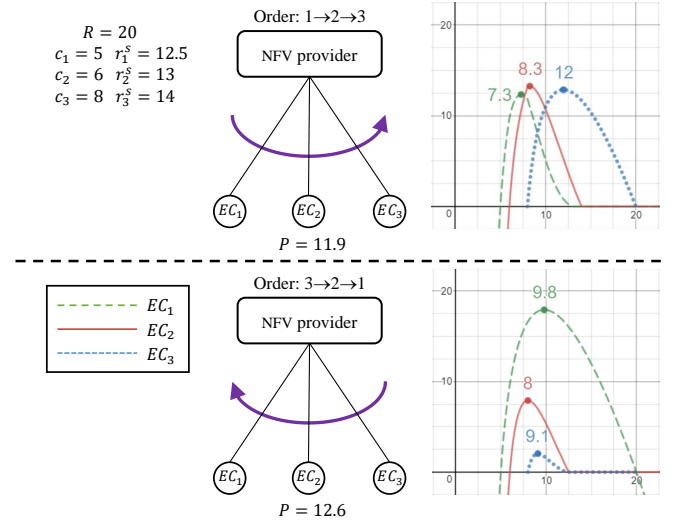 Order: 1→2→3
R = 20
c₁ = 5 r₁ˢ = 12.5
c₂ = 6 r₂ˢ = 13
c₃ = 8 r₃ˢ = 14
NFV provider
EC₁
EC₂
EC₃
P = 11.9
7.3
8.3
12
20
10
0
10
20
Order: 3→2→1
NFV provider
EC₁
EC₂
EC₃
EC₁
EC₂
EC₃
P = 12.6
9.8
8
9.1
20
10
0
10
20